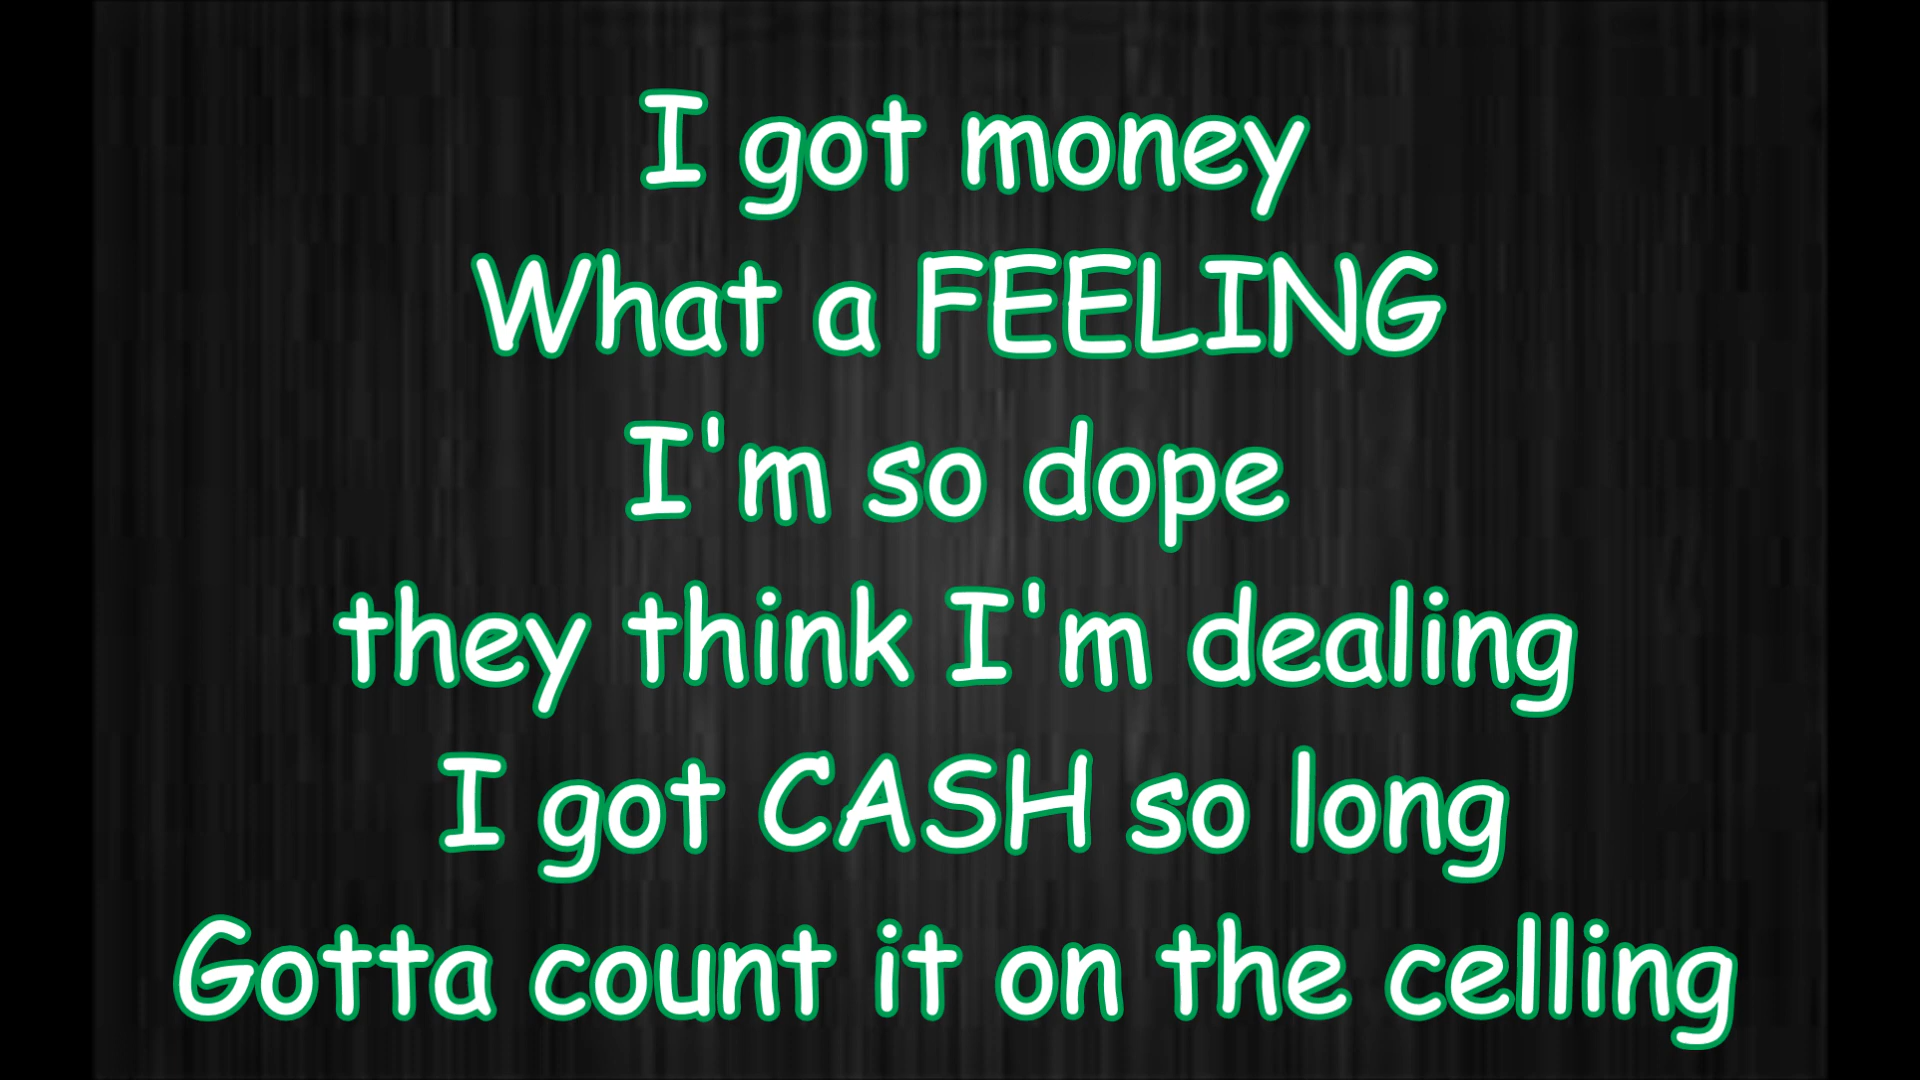 I got money
What a FEELING
I'm so dope
they think I'm dealing
I got CASH so long
Gotta count it on the celling